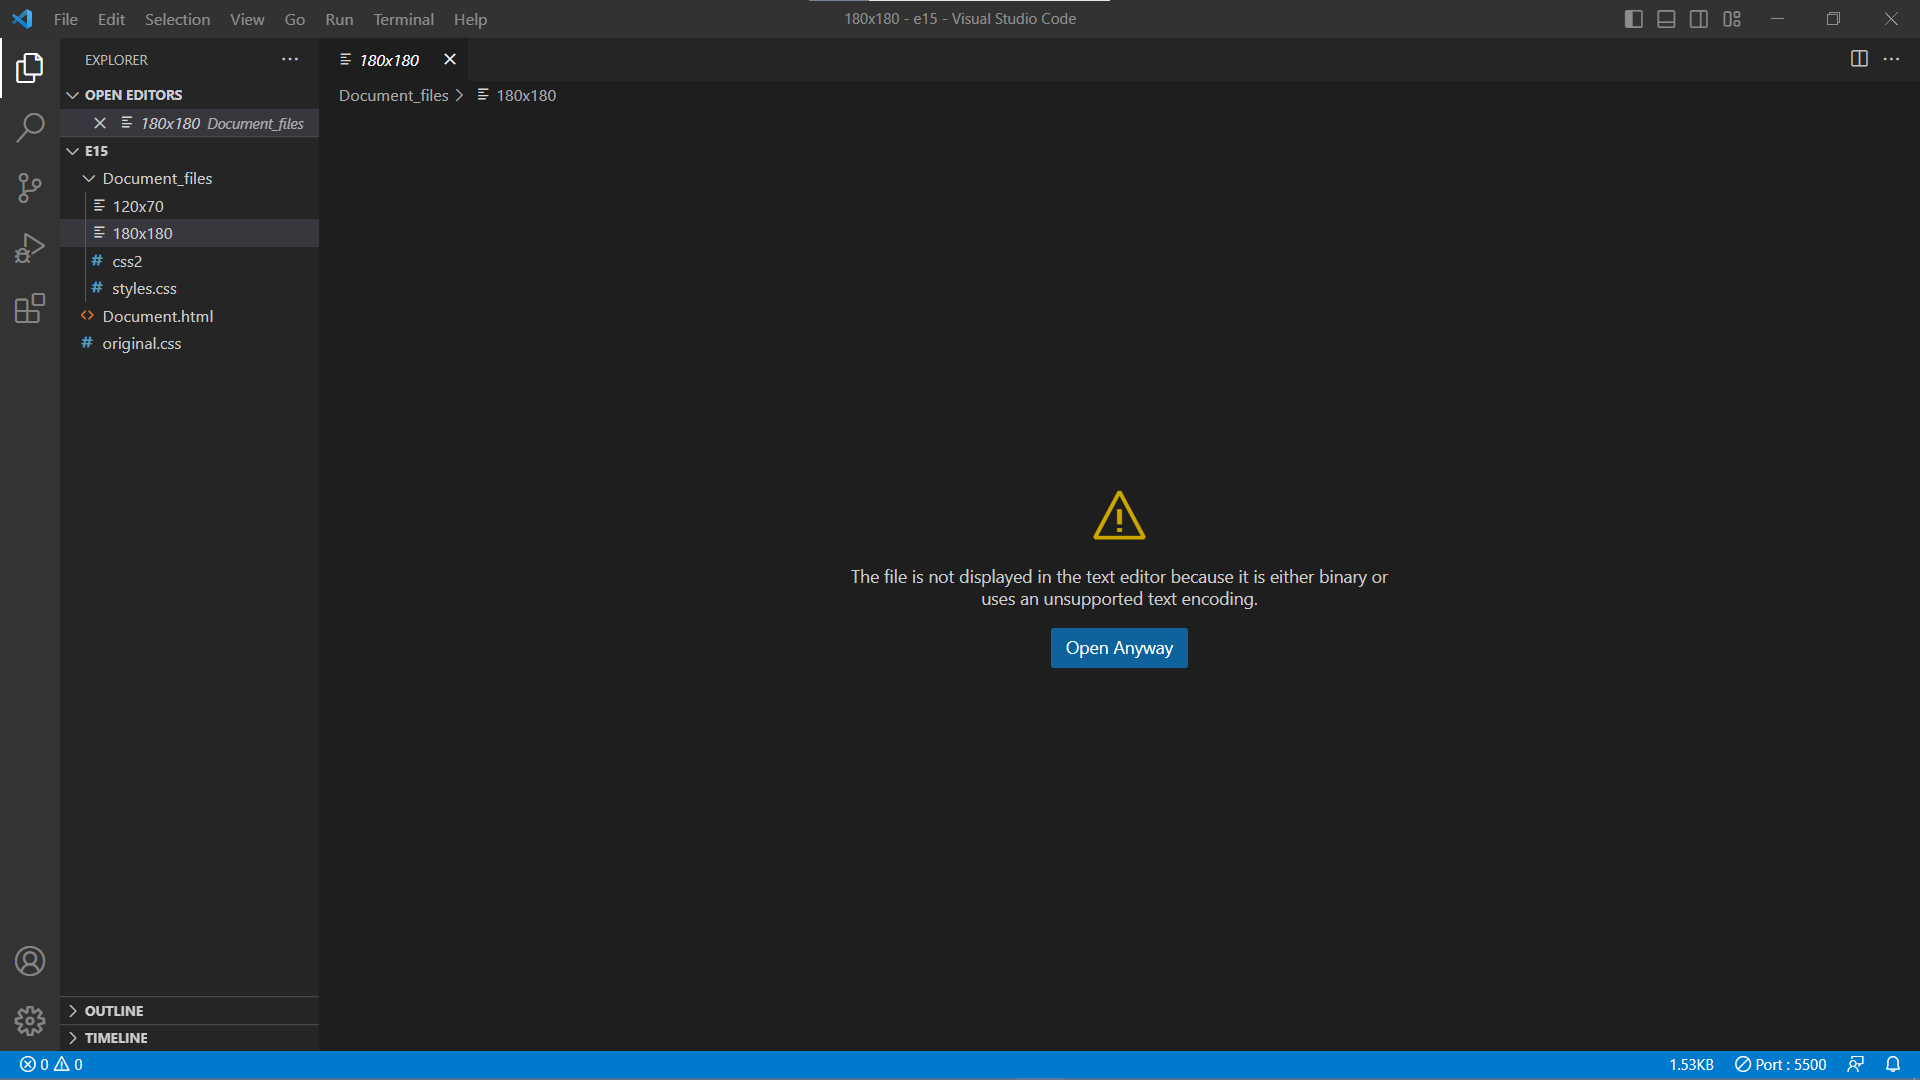 File Edit Selection View Go Run Terminal Help
180x180 - e15 - Visual Studio Code
EXPLORER
OPEN EDITORS
180x180 Document_files
E15
Document_files
120x70
180x180
css2
styles.css
Document.html
original.css
OUTLINE
TIMELINE
180x180
Document_files
180x180
The file is not displayed in the text editor because it is either binary or
uses an unsupported text encoding.
Open Anyway
0 0
1.53KB
Port : 5500